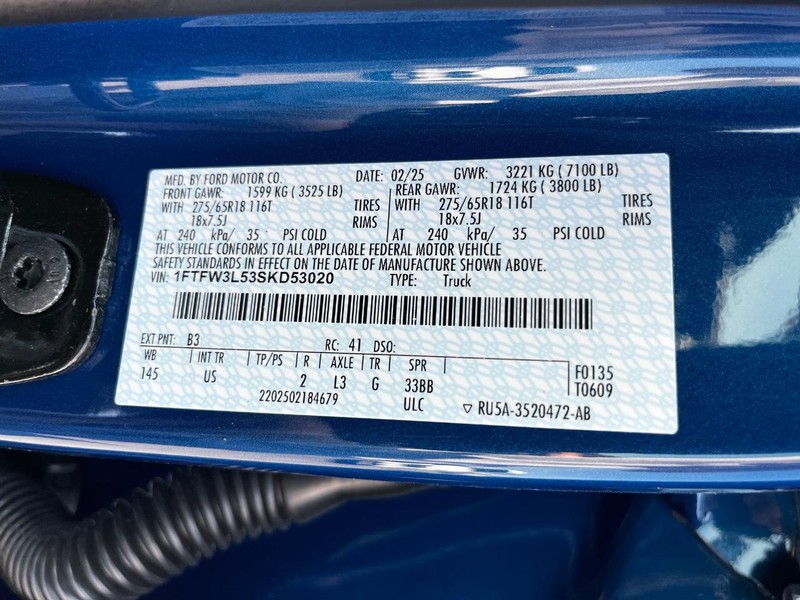 MFD. BY FORD MOTOR CO. DATE: 02/25 GVWR: 3221 KG ( 7100 LB)
FRONT GAWR: 1599 KG ( 3525 LB) REAR GAWR: 1724 KG ( 3800 LB)
WITH 275/65R18 116T TIRES WITH 275/65R18 116T TIRES
18x7.5J RIMS 18x7.5J RIMS
AT 240 kPa/ 35 PSI COLD AT 240 kPa/ 35 PSI COLD
THIS VEHICLE CONFORMS TO ALL APPLICABLE FEDERAL MOTOR VEHICLE
SAFETY STANDARDS IN EFFECT ON THE DATE OF MANUFACTURE SHOWN ABOVE.
VIN: 1FTFW3L53SKD53020 TYPE: Truck
EXT PNT: B3 RC: 41 DSO:
WB INT TR TP/PS R AXLE TR SPR F0135
145 US 2 L3 G 33BB T0609
2202502184679 ULC ▽ RU5A-3520472-AB